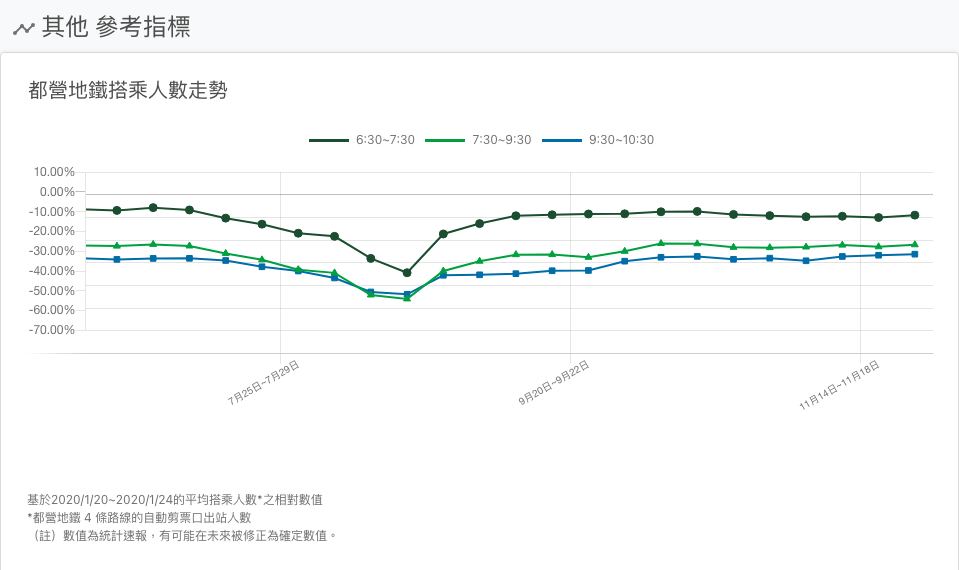 其他 參考指標
都營地鐵搭乘人數走勢
6:30~7:30 7:30~9:30 9:30~10:30
10.00%
0.00%
-10.00%
-20.00%
-30.00%
-40.00%
-50.00%
-60.00%
-70.00%
7月25日~7月29日 9月20日~9月22日 11月14日~11月18日
基於2020/1/20~2020/1/24的平均搭乘人數*之相對數值
*都營地鐵 4 條路線的自動剪票口出站人數
（註）數值為統計速報，有可能在未來被修正為確定數值。